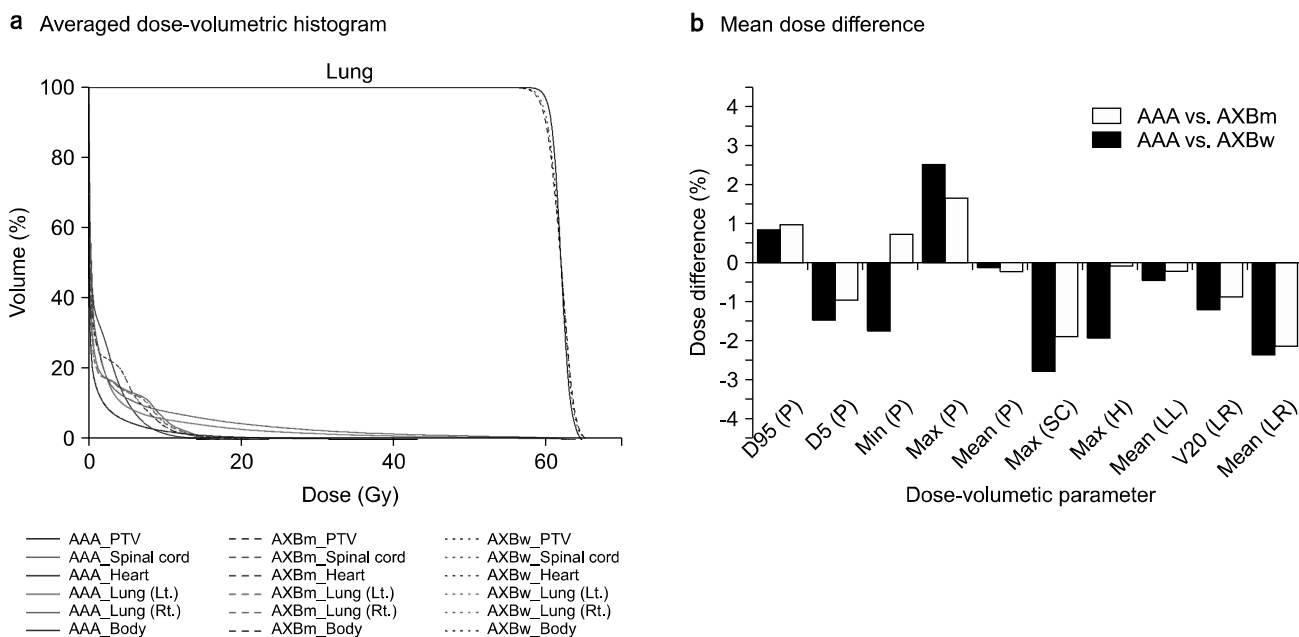 a Averaged dose-volumetric histogram
Lung
100
80
60
40
20
0
Volume (%)
0 20 40 60
Dose (Gy)
AAA_PTV AXBm_PTV AXBw_PTV
AAA_Spinal cord AXBm_Spinal cord AXBw_Spinal cord
AAA_Heart AXBm_Heart AXBw_Heart
AAA_Lung (Lt.) AXBm_Lung (Lt.) AXBw_Lung (Lt.)
AAA_Lung (Rt.) AXBm_Lung (Rt.) AXBw_Lung (Rt.)
AAA_Body AXBm_Body AXBw_Body
b Mean dose difference
4
3
2
1
0
-1
-2
-3
-4
Dose difference (%)
AAA vs. AXBm
AAA vs. AXBw
D95 (P) D5 (P) Min (P) Max (P) Mean (P) Max (SC) Max (H) Mean (LL) V20 (LR) Mean (LR)
Dose-volumetic parameter